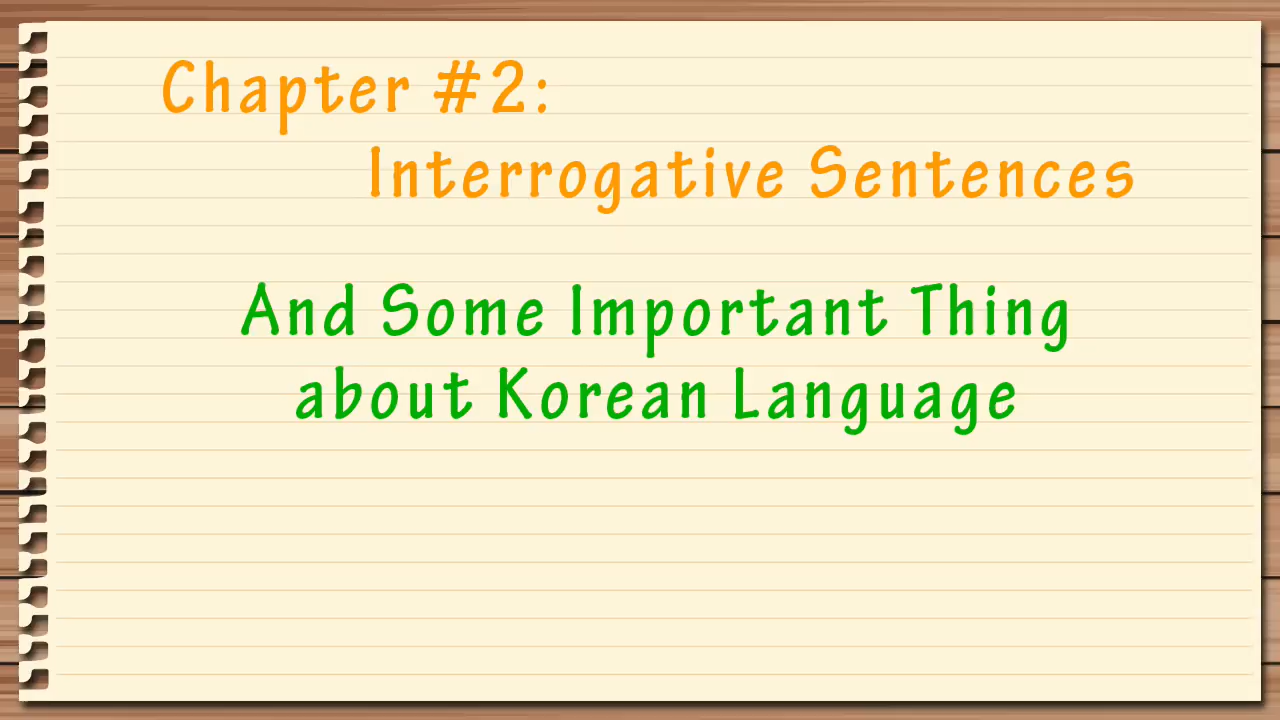 Chapter #2:
Interrogative Sentences
And Some Important Thing
about Korean Language